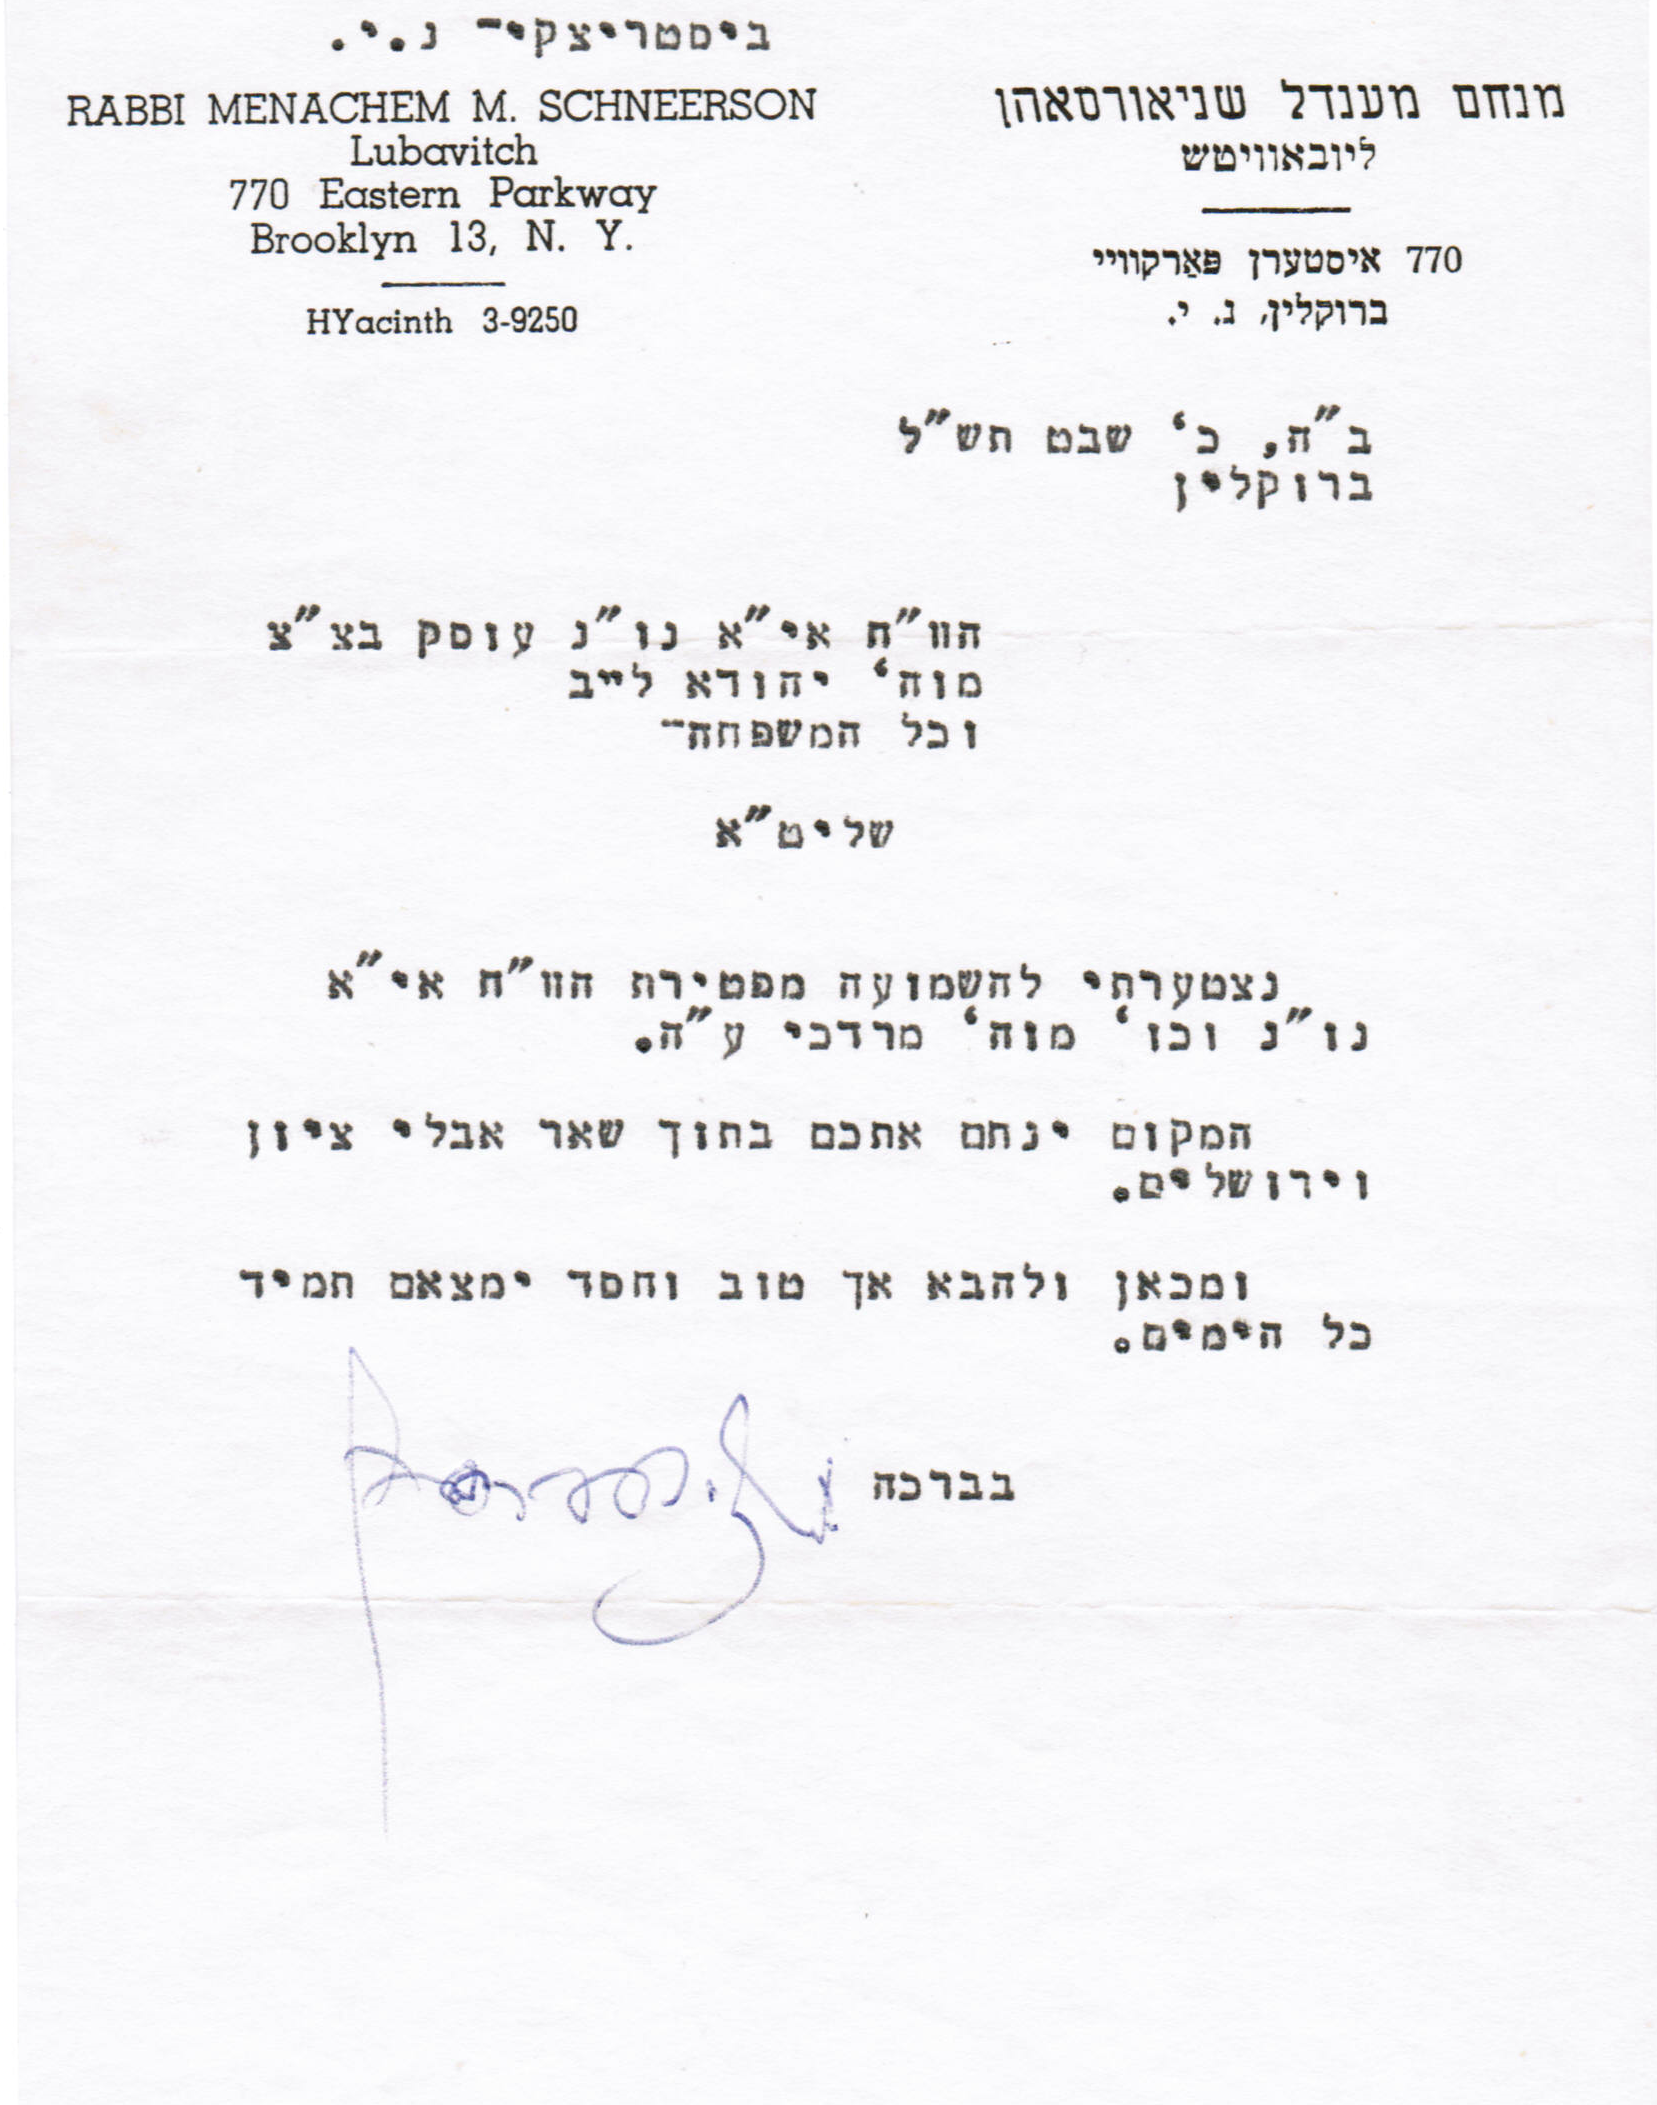 ביסטריצקי- נ.י.
RABBI MENACHEM M. SCHNEERSON
Lubavitch
770 Eastern Parkway
Brooklyn 13, N. Y.
HYacinth 3-9250
מנחם מענדל שניאורסאהן
ליובאוויטש
770 איסטערן פּאַרקוויי
ברוקלין, נ. י.
ב"ה, כ' שבט תש"ל
ברוקלין
הוו"ח אי"א נו"נ עוסק בצ"צ
מוה' יהודא לייב
וכל המשפחה-
שליט"א
נצטערתי להשמועה מפטירת הוו"ח אי"א
נו"נ וכו' מוה' מרדכי ע"ה.
המקום ינחם אתכם בתוך שאר אבלי ציון
וירושלים.
ומכאן ולהבא אך טוב וחסד ימצאם תמיד
כל הימים.
בברכה